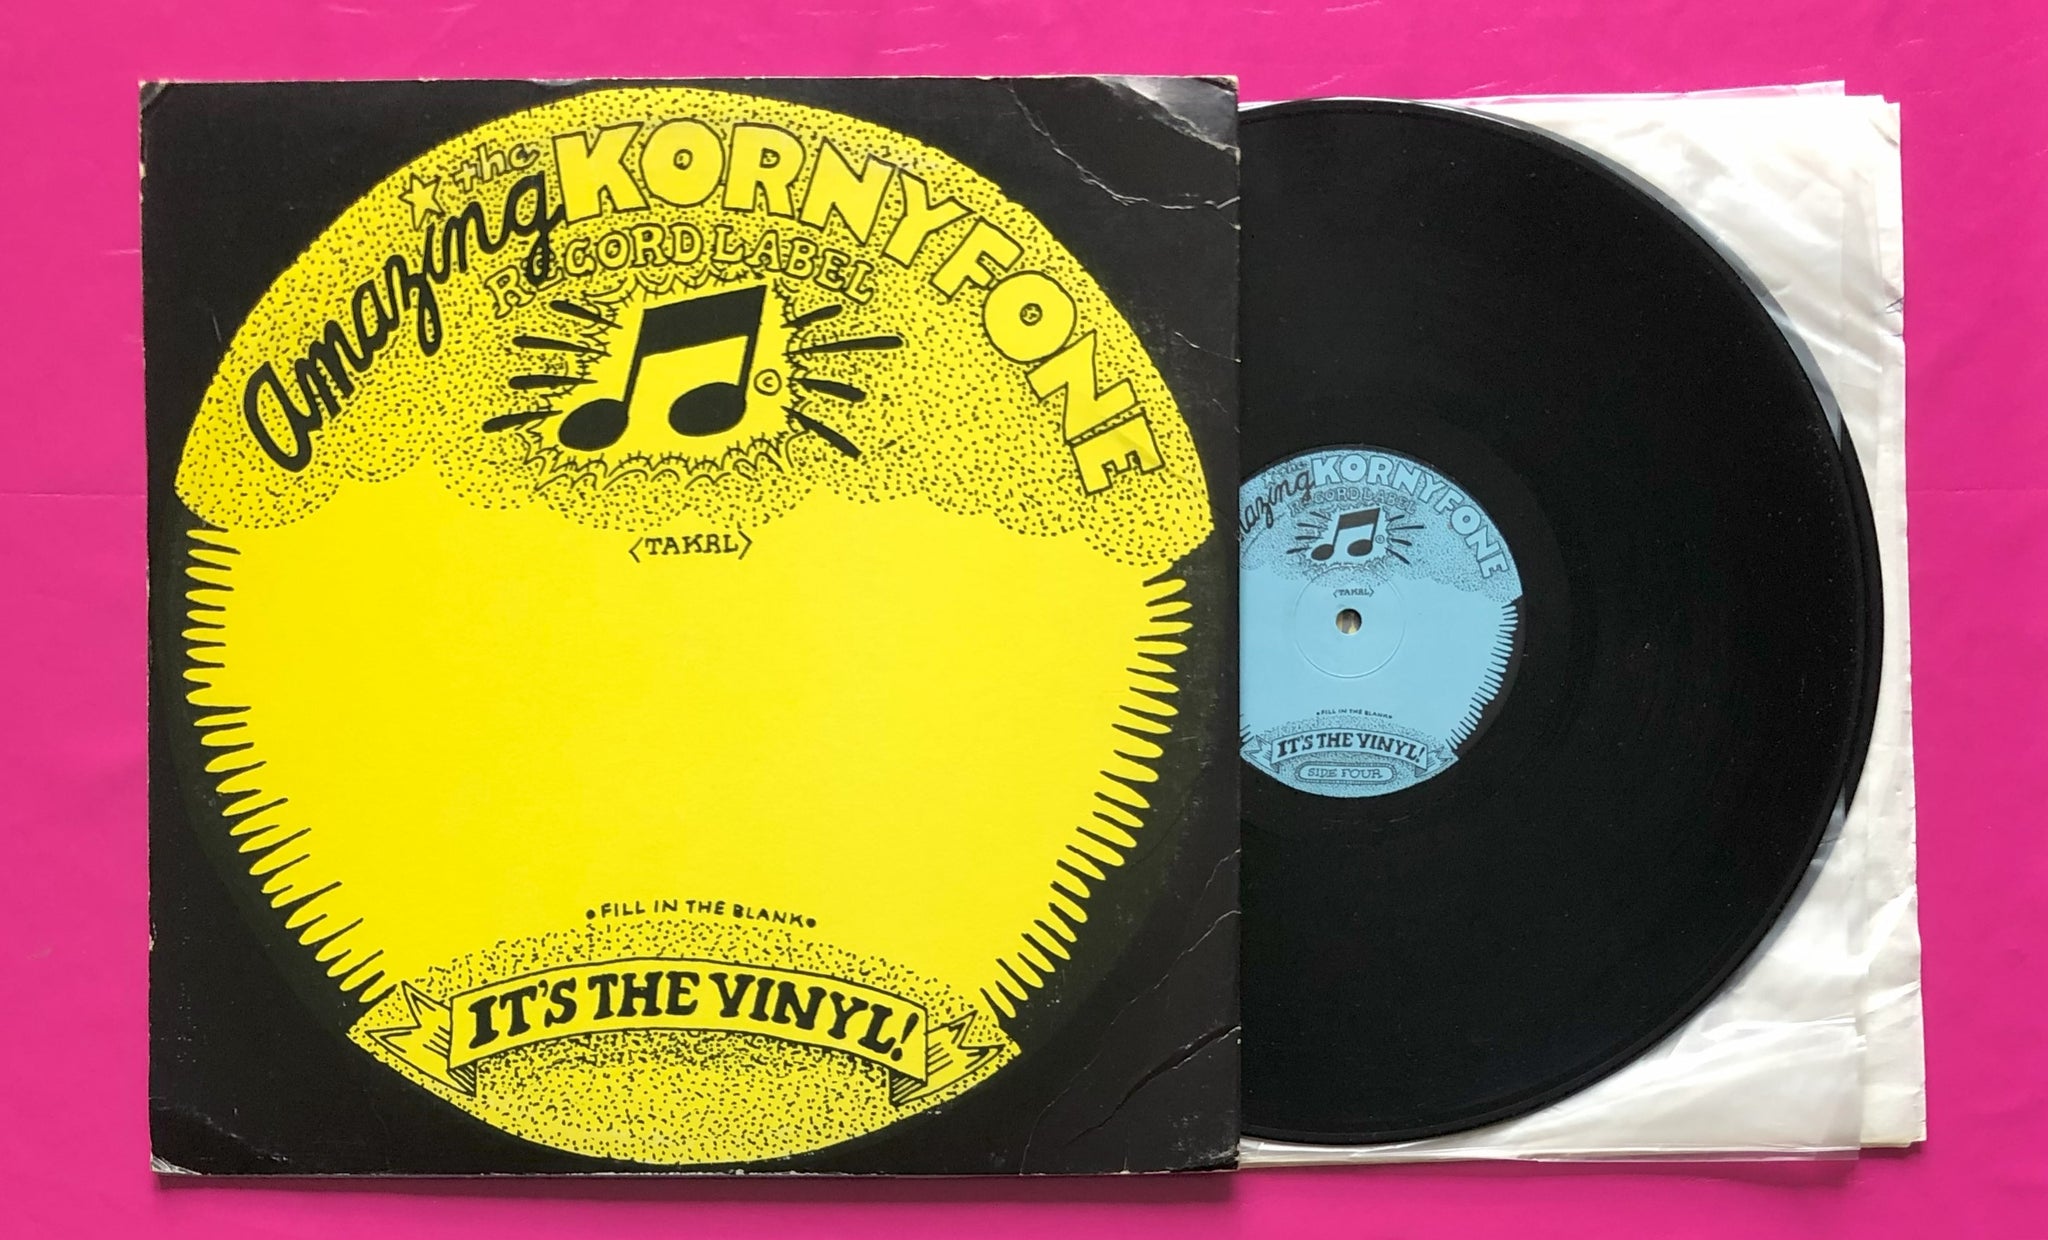 the
amazing KORNYFONE
RECORD LABEL
©
<TAKRL>
•FILL IN THE BLANK•
IT'S THE VINYL!
the
KORNYFONE
RECORD LABEL
©
<TAKRL>
•FILL IN THE BLANK•
IT'S THE VINYL!
SIDE FOUR